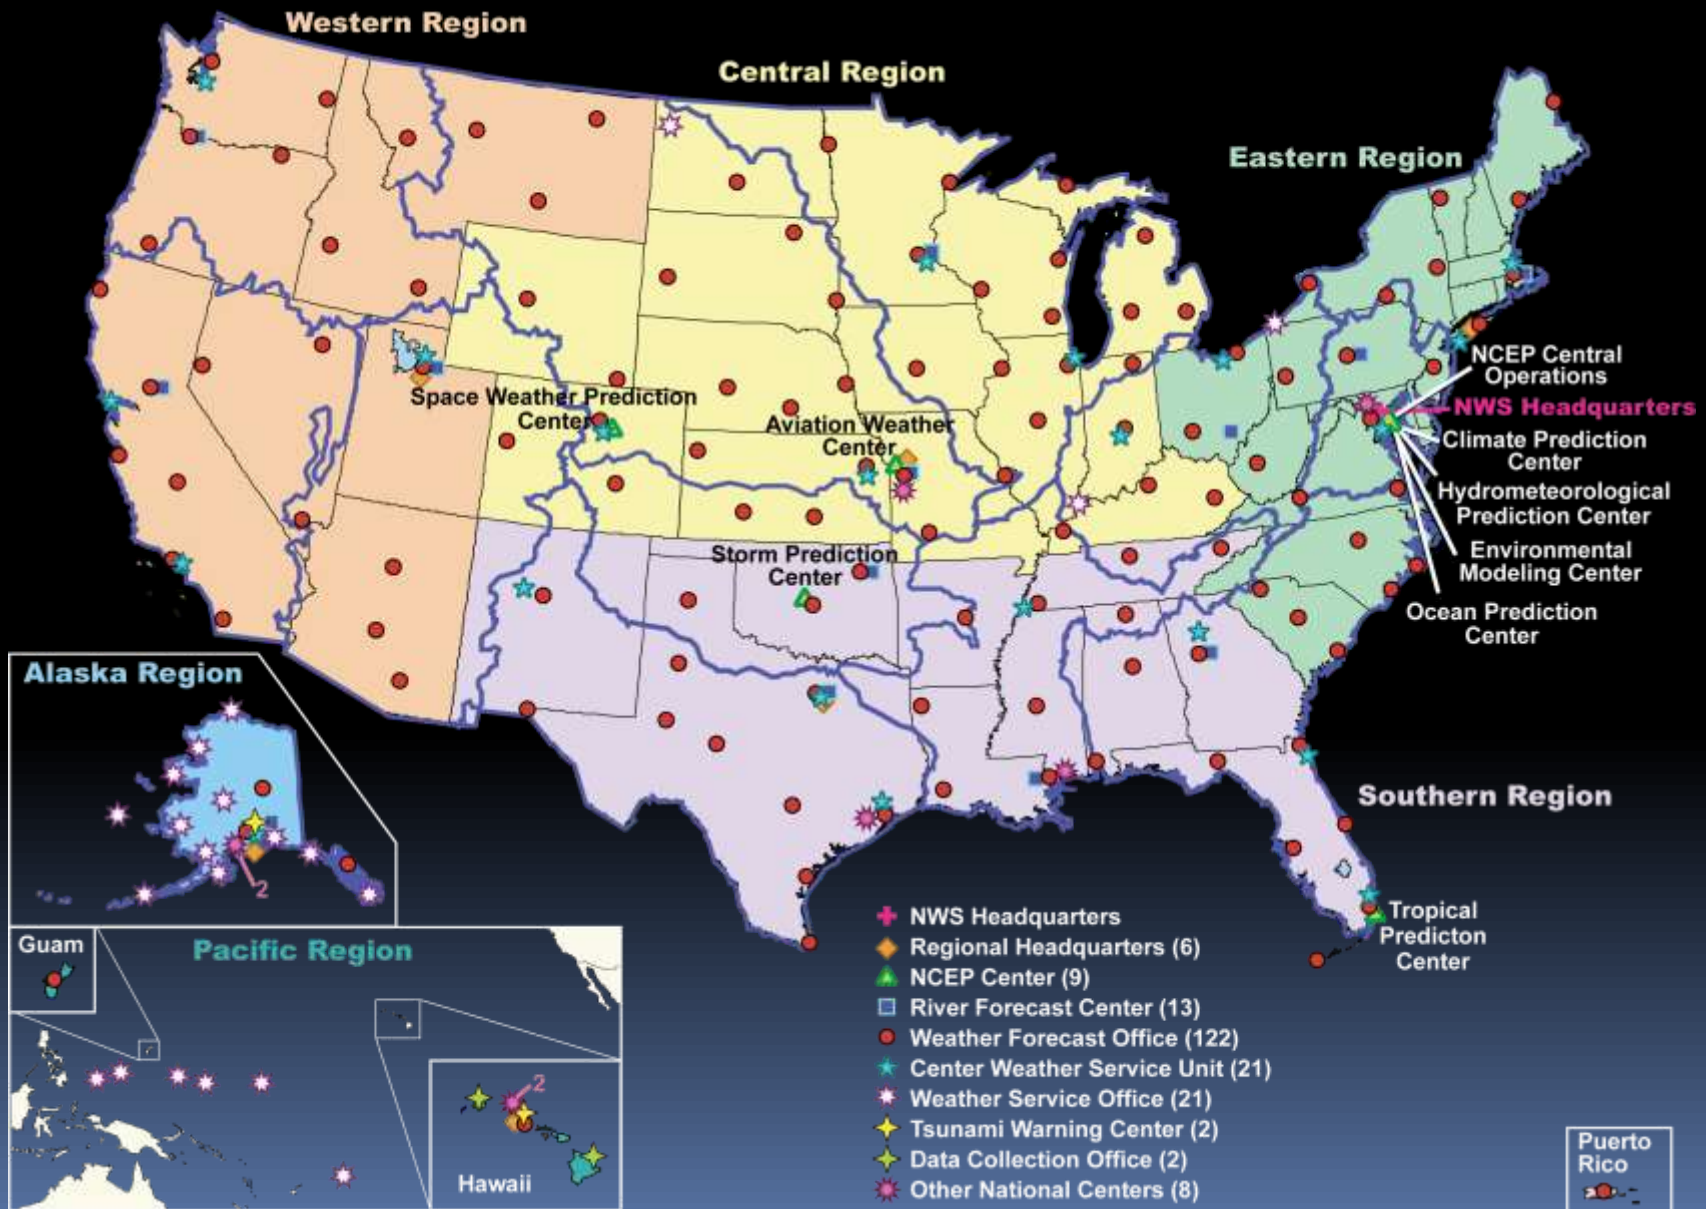 Western Region
Central Region
Eastern Region
Space Weather Prediction
Center
Aviation Weather
Center
Storm Prediction
Center
NCEP Central
Operations
NWS Headquarters
Climate Prediction
Center
Hydrometeorological
Prediction Center
Environmental
Modeling Center
Ocean Prediction
Center
Alaska Region
2
Southern Region
Tropical
Predicton
Center
Guam
Pacific Region
2
Hawaii
NWS Headquarters
Regional Headquarters (6)
NCEP Center (9)
River Forecast Center (13)
Weather Forecast Office (122)
Center Weather Service Unit (21)
Weather Service Office (21)
Tsunami Warning Center (2)
Data Collection Office (2)
Other National Centers (8)
Puerto
Rico